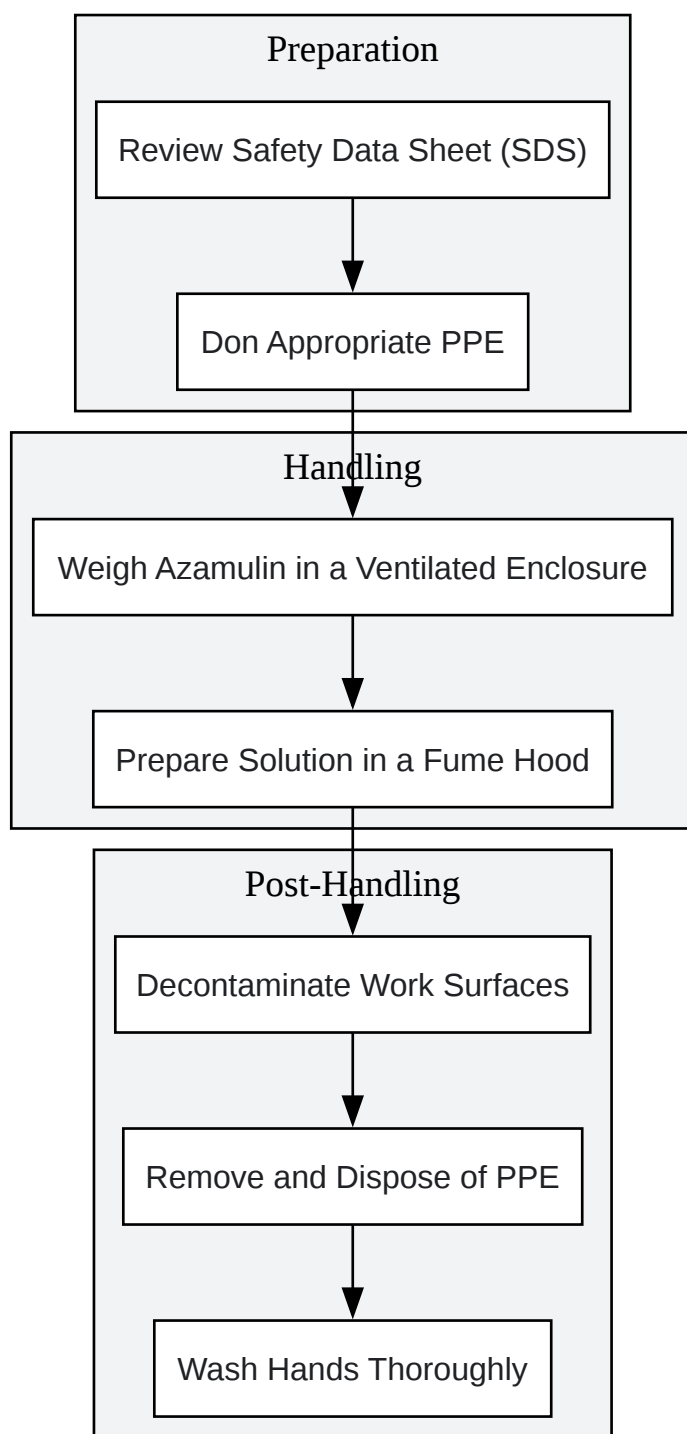 Preparation
Review Safety Data Sheet (SDS)
Don Appropriate PPE
Handling
Weigh Azamulin in a Ventilated Enclosure
Prepare Solution in a Fume Hood
Post-Handling
Decontaminate Work Surfaces
Remove and Dispose of PPE
Wash Hands Thoroughly